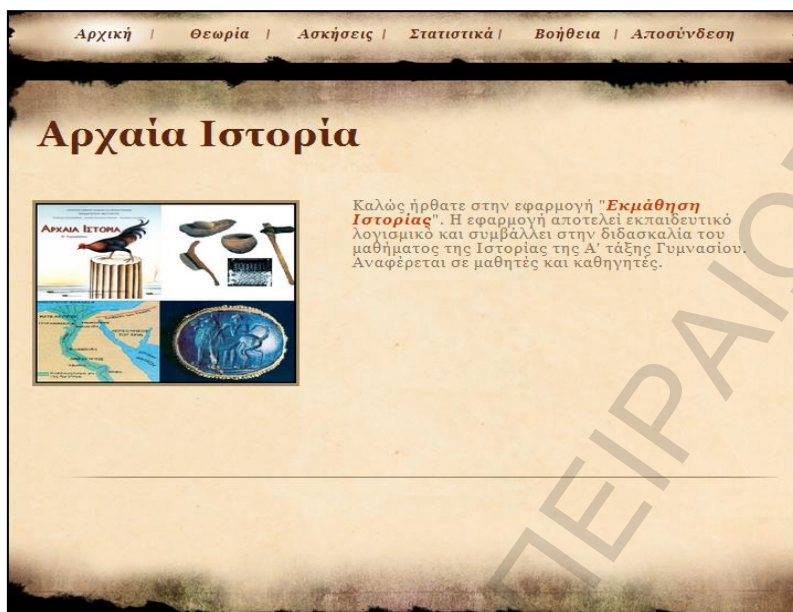 Αρχική | Θεωρία | Ασκήσεις | Στατιστικά | Βοήθεια | Αποσύνδεση
Αρχαία Ιστορία
Καλώς ήρθατε στην εφαρμογή "Εκμάθηση
Ιστορίας". Η εφαρμογή αποτελεί εκπαιδευτικό
λογισμικό και συμβάλλει στην διδασκαλία του
μαθήματος της Ιστορίας της Α' τάξης Γυμνασίου.
Αναφέρεται σε μαθητές και καθηγητές.
ΑΡΧΑΙΑ ΙΣΤΟΡΙΑ
ΠΕΙΡΑΙΩ